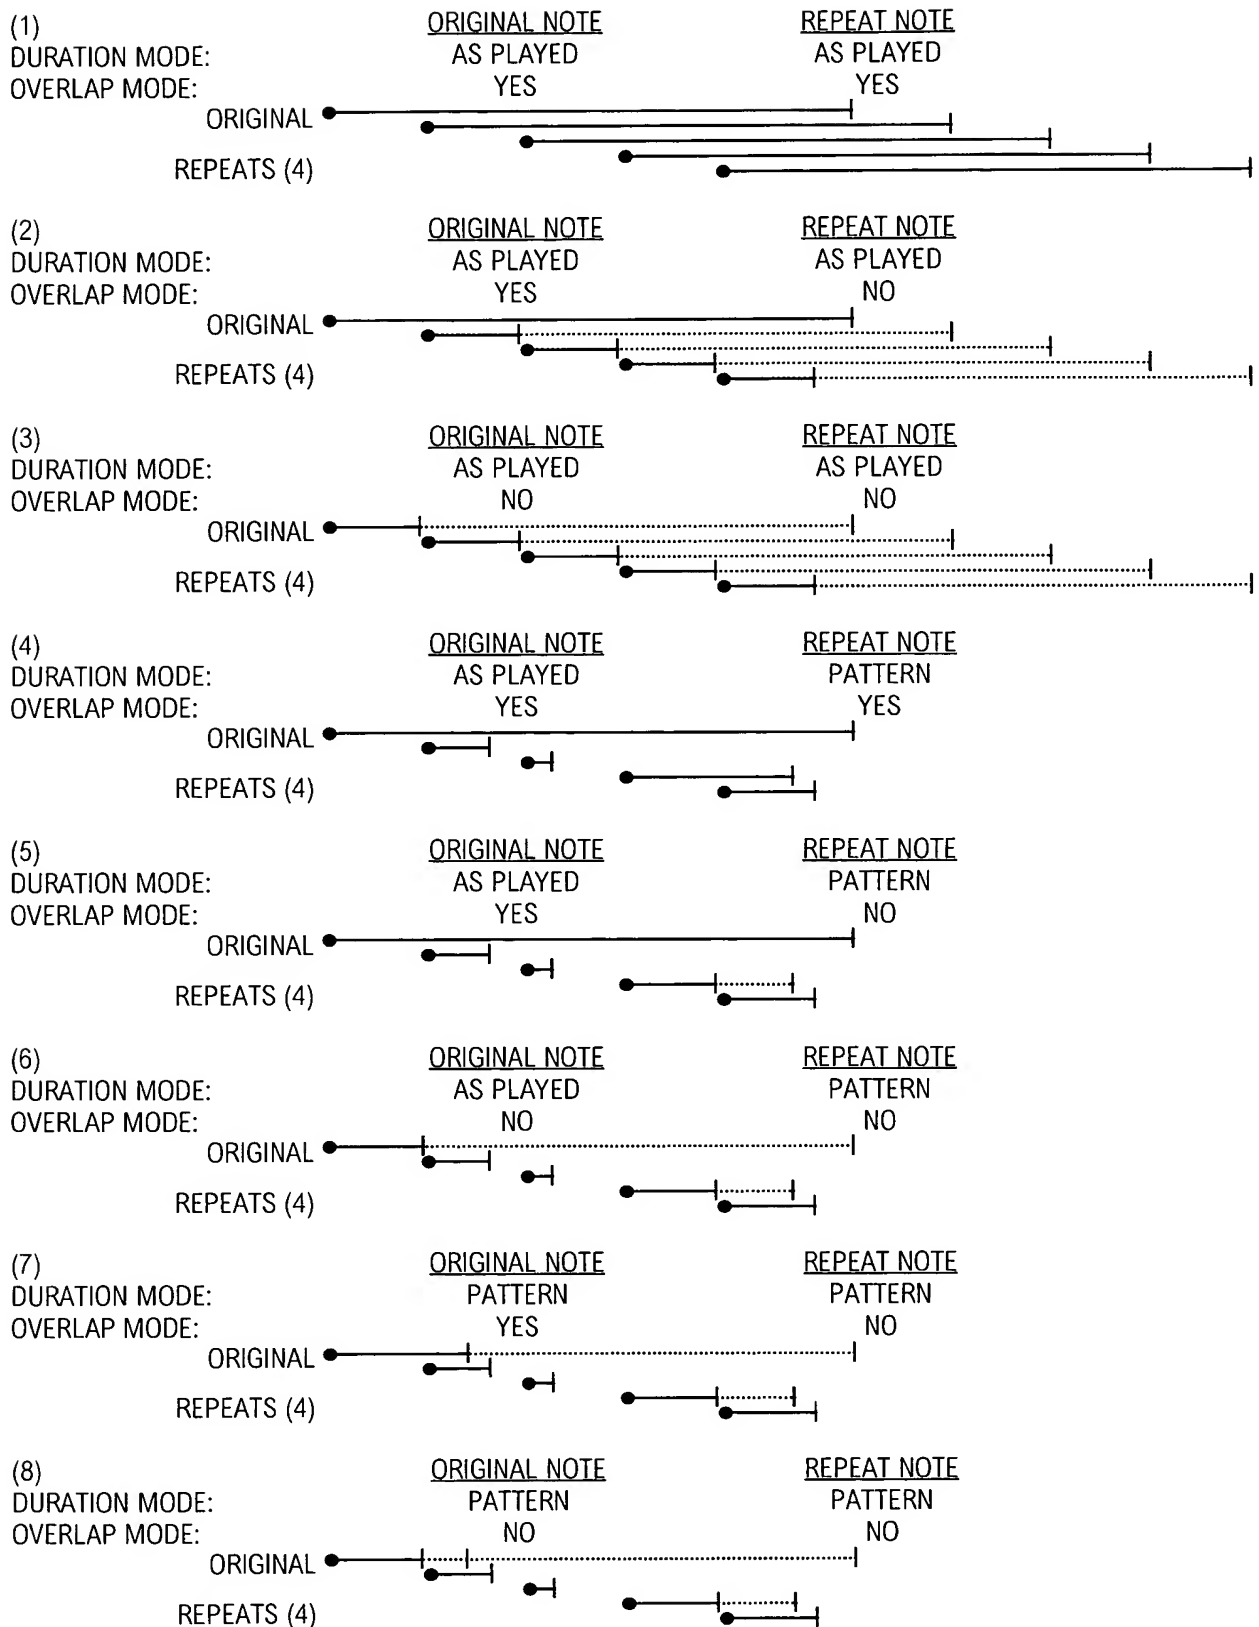 (1) ORIGINAL NOTE REPEAT NOTE
DURATION MODE: AS PLAYED AS PLAYED
OVERLAP MODE: YES YES
ORIGINAL
REPEATS (4)
(2) ORIGINAL NOTE REPEAT NOTE
DURATION MODE: AS PLAYED AS PLAYED
OVERLAP MODE: YES NO
ORIGINAL
REPEATS (4)
(3) ORIGINAL NOTE REPEAT NOTE
DURATION MODE: AS PLAYED AS PLAYED
OVERLAP MODE: NO NO
ORIGINAL
REPEATS (4)
(4) ORIGINAL NOTE REPEAT NOTE
DURATION MODE: AS PLAYED PATTERN
OVERLAP MODE: YES YES
ORIGINAL
REPEATS (4)
(5) ORIGINAL NOTE REPEAT NOTE
DURATION MODE: AS PLAYED PATTERN
OVERLAP MODE: YES NO
ORIGINAL
REPEATS (4)
(6) ORIGINAL NOTE REPEAT NOTE
DURATION MODE: AS PLAYED PATTERN
OVERLAP MODE: NO NO
ORIGINAL
REPEATS (4)
(7) ORIGINAL NOTE REPEAT NOTE
DURATION MODE: PATTERN PATTERN
OVERLAP MODE: YES NO
ORIGINAL
REPEATS (4)
(8) ORIGINAL NOTE REPEAT NOTE
DURATION MODE: PATTERN PATTERN
OVERLAP MODE: NO NO
ORIGINAL
REPEATS (4)